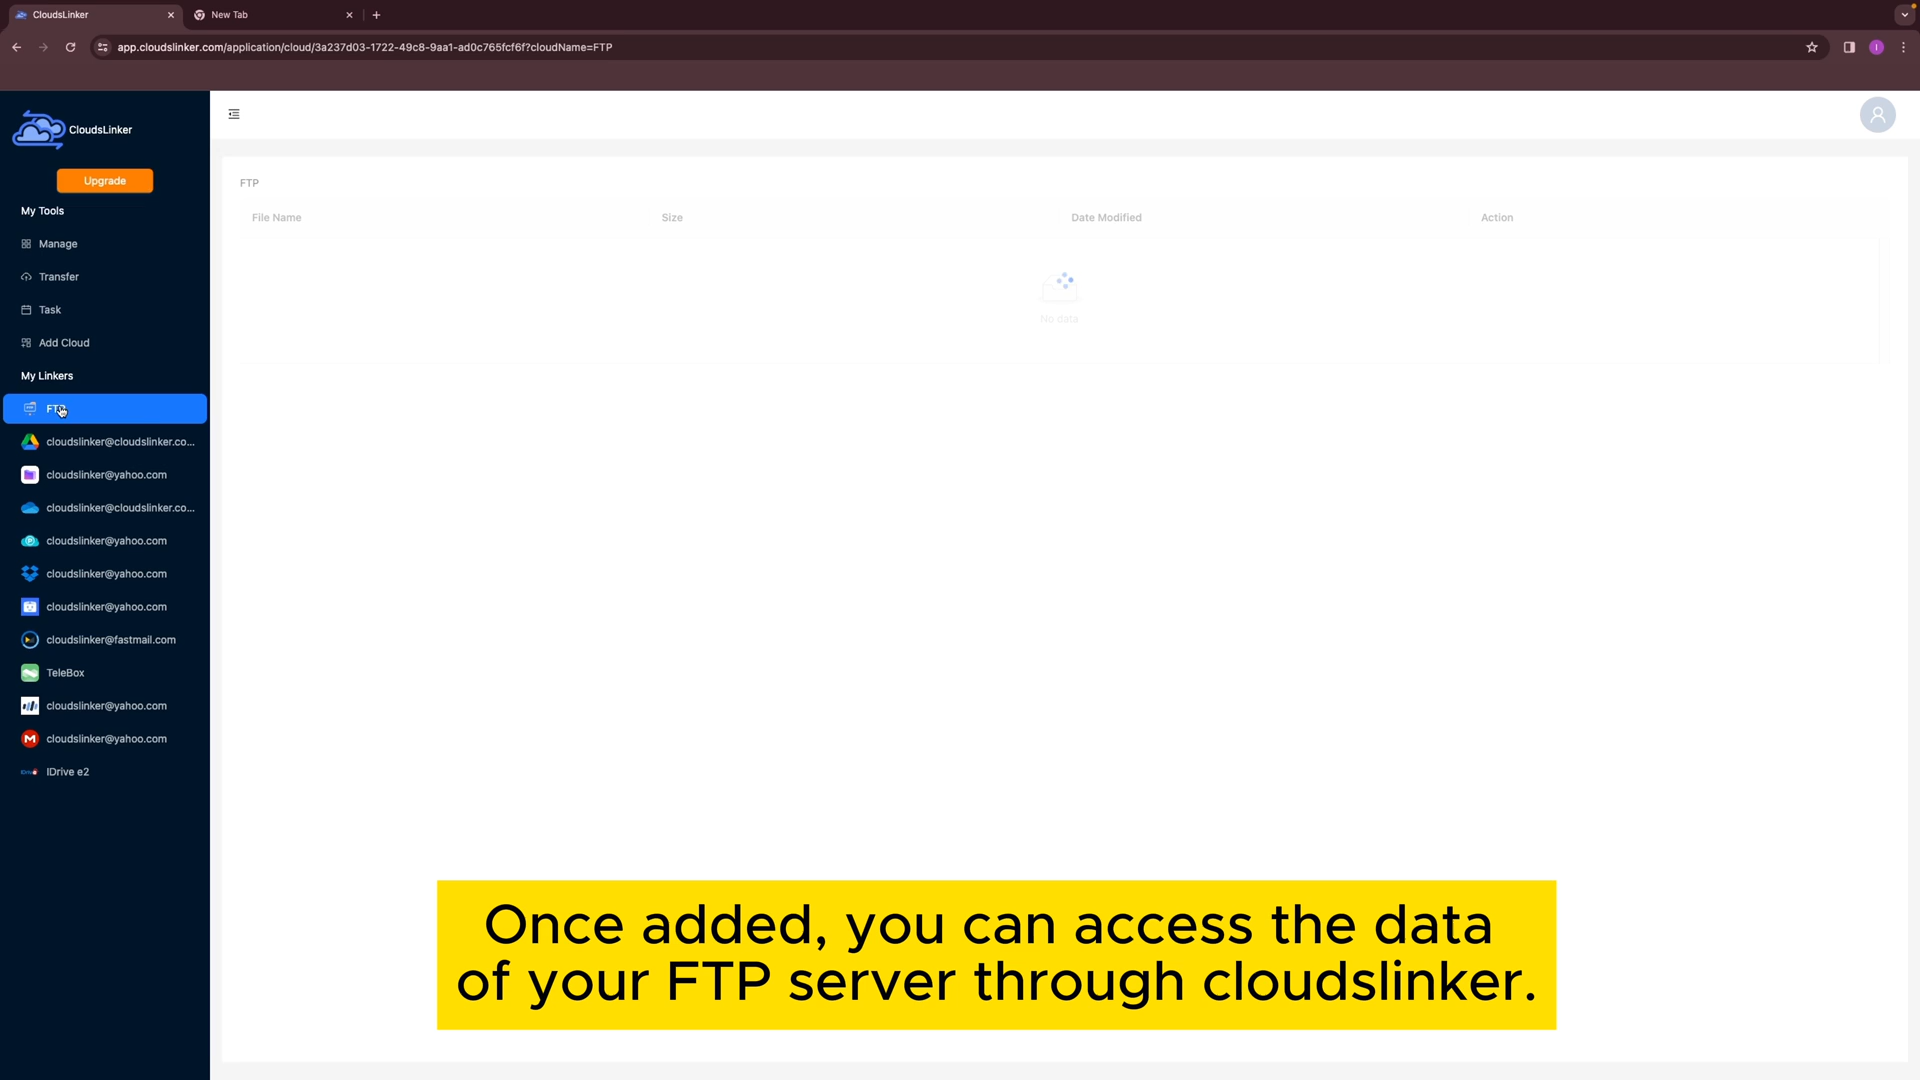 CloudsLinker
New Tab
app.cloudslinker.com/application/cloud/3a237d03-1722-49c8-9aa1-ad0c765fcf6f?cloudName=FTP
CloudsLinker
Upgrade
My Tools
Manage
Transfer
Task
Add Cloud
My Linkers
FTP
cloudslinker@cloudslinker.co...
cloudslinker@yahoo.com
cloudslinker@cloudslinker.co...
cloudslinker@yahoo.com
cloudslinker@yahoo.com
cloudslinker@yahoo.com
cloudslinker@fastmail.com
TeleBox
cloudslinker@yahoo.com
cloudslinker@yahoo.com
IDrive e2
FTP
File Name Size Date Modified Action
No data
Once added, you can access the data
of your FTP server through cloudslinker.